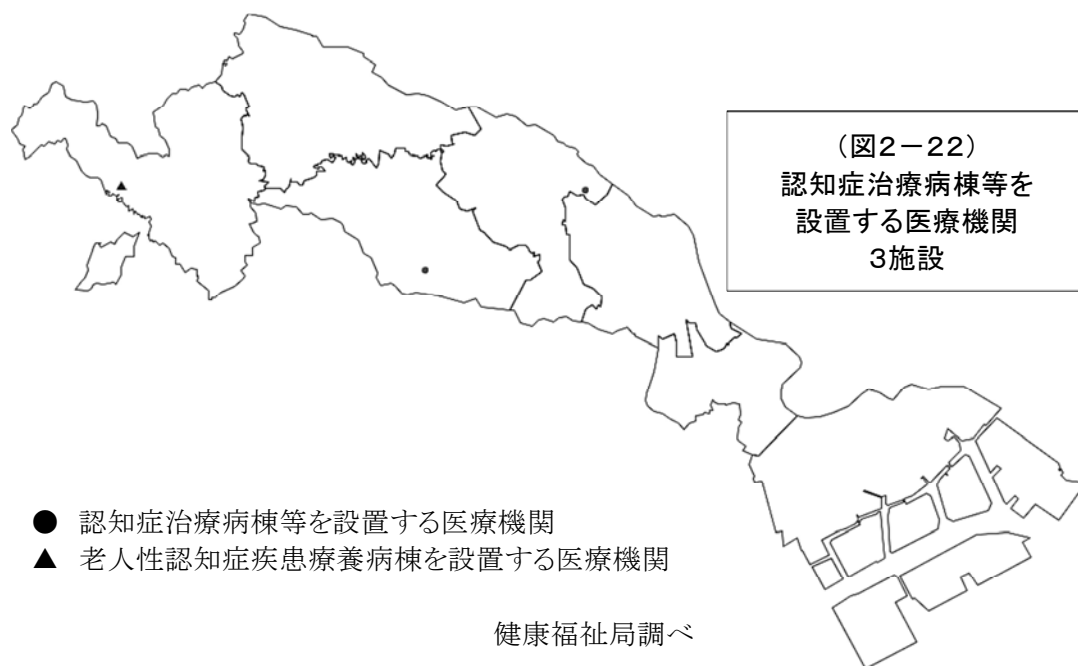 (図2－22)
認知症治療病棟等を
設置する医療機関
3施設
● 認知症治療病棟等を設置する医療機関
▲ 老人性認知症疾患療養病棟を設置する医療機関
健康福祉局調べ